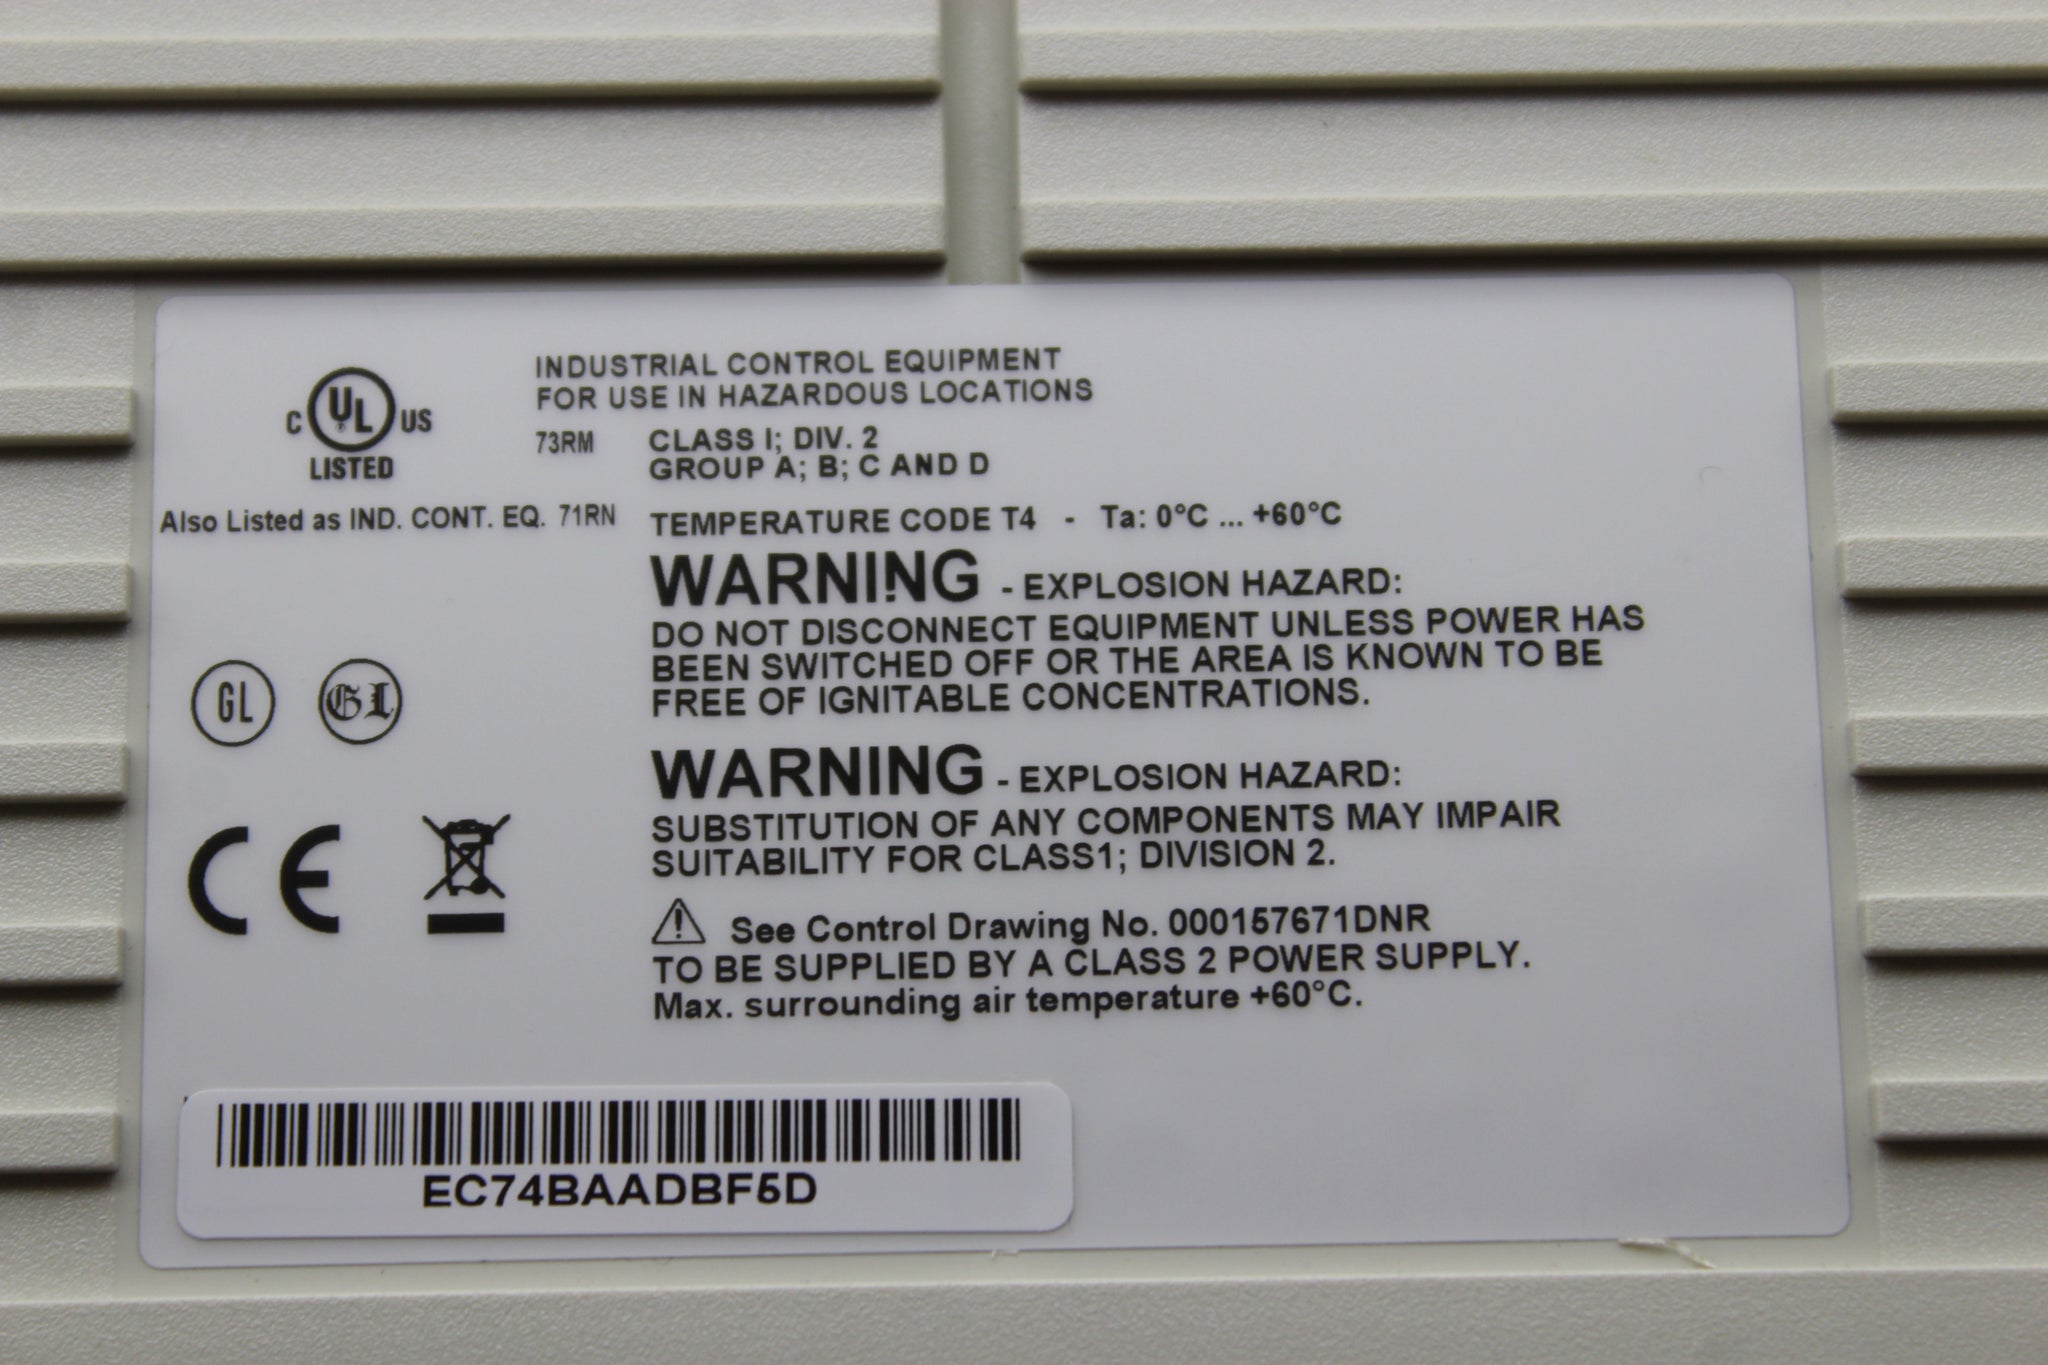 INDUSTRIAL CONTROL EQUIPMENT
FOR USE IN HAZARDOUS LOCATIONS
C UL US
®
LISTED
73RM CLASS I; DIV. 2
GROUP A; B; C AND D
Also Listed as IND. CONT. EQ. 71RN
TEMPERATURE CODE T4 - Ta: 0°C ... +60°C
WARNING - EXPLOSION HAZARD:
DO NOT DISCONNECT EQUIPMENT UNLESS POWER HAS
BEEN SWITCHED OFF OR THE AREA IS KNOWN TO BE
FREE OF IGNITABLE CONCENTRATIONS.
GL GL
WARNING - EXPLOSION HAZARD:
SUBSTITUTION OF ANY COMPONENTS MAY IMPAIR
SUITABILITY FOR CLASS1; DIVISION 2.
CE
See Control Drawing No. 000157671DNR
TO BE SUPPLIED BY A CLASS 2 POWER SUPPLY.
Max. surrounding air temperature +60°C.
EC74BAADBF5D